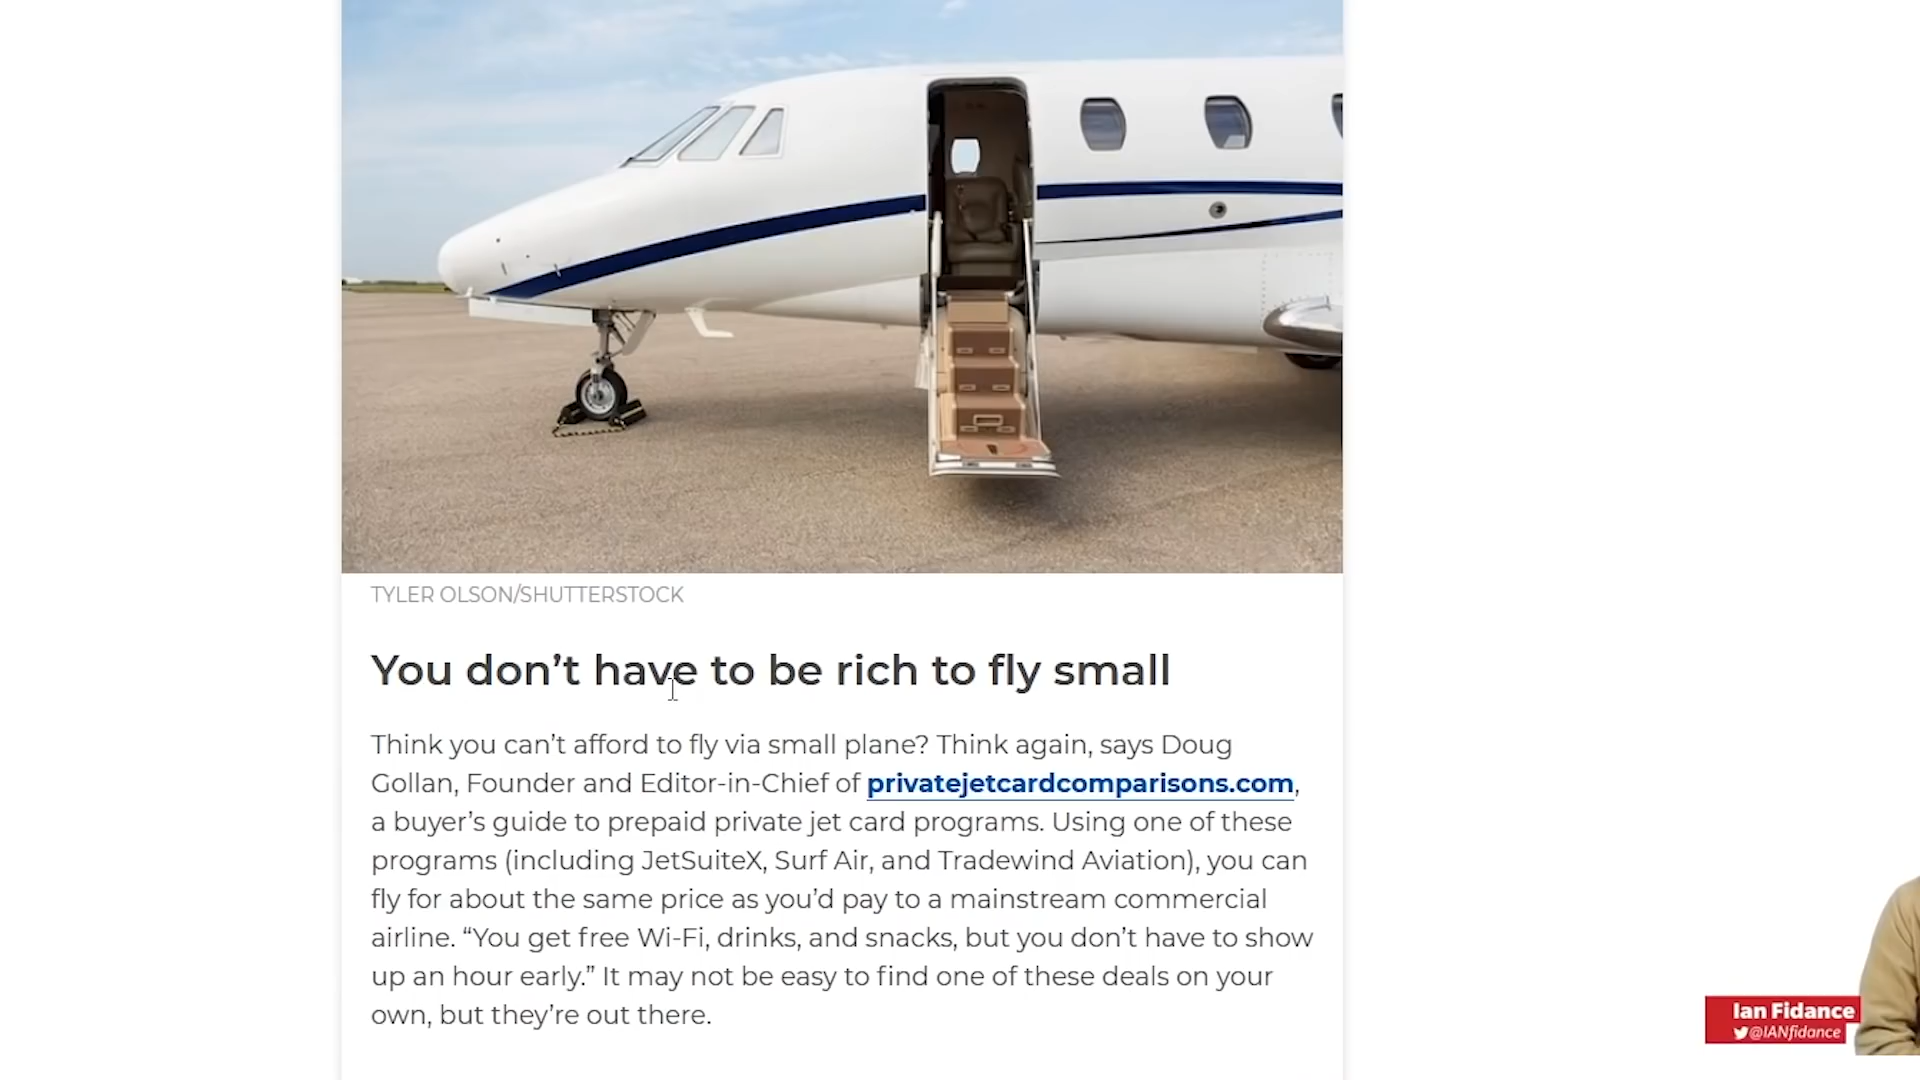 TYLER OLSON/SHUTTERSTOCK
You don’t have to be rich to fly small
Think you can’t afford to fly via small plane? Think again, says Doug
Gollan, Founder and Editor-in-Chief of privatejetcardcomparisons.com,
a buyer’s guide to prepaid private jet card programs. Using one of these
programs (including JetSuiteX, Surf Air, and Tradewind Aviation), you can
fly for about the same price as you’d pay to a mainstream commercial
airline. “You get free Wi-Fi, drinks, and snacks, but you don’t have to show
up an hour early.” It may not be easy to find one of these deals on your
own, but they’re out there.
Ian Fidance
@IANfidance